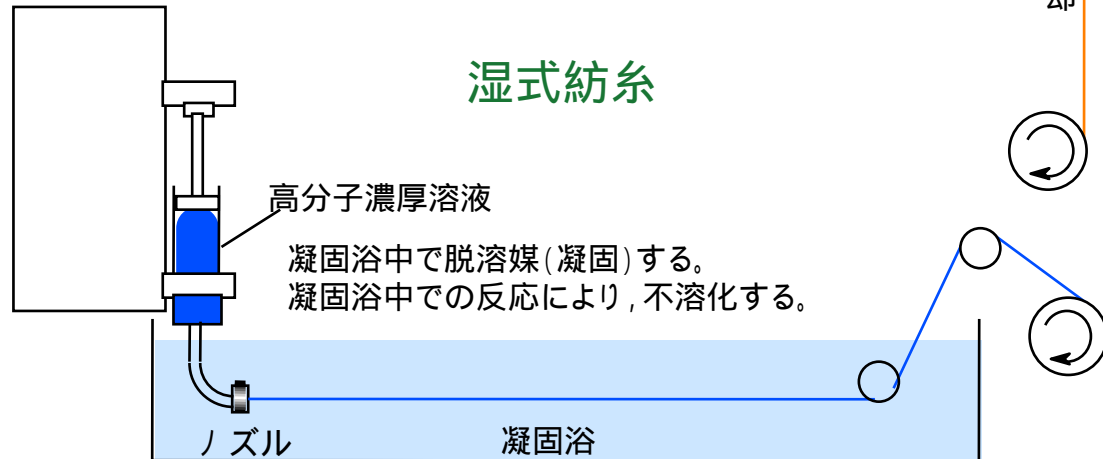 却
湿式紡糸
高分子濃厚溶液
凝固浴中で脱溶媒(凝固)する。
凝固浴中での反応により,不溶化する。
ノズル
凝固浴